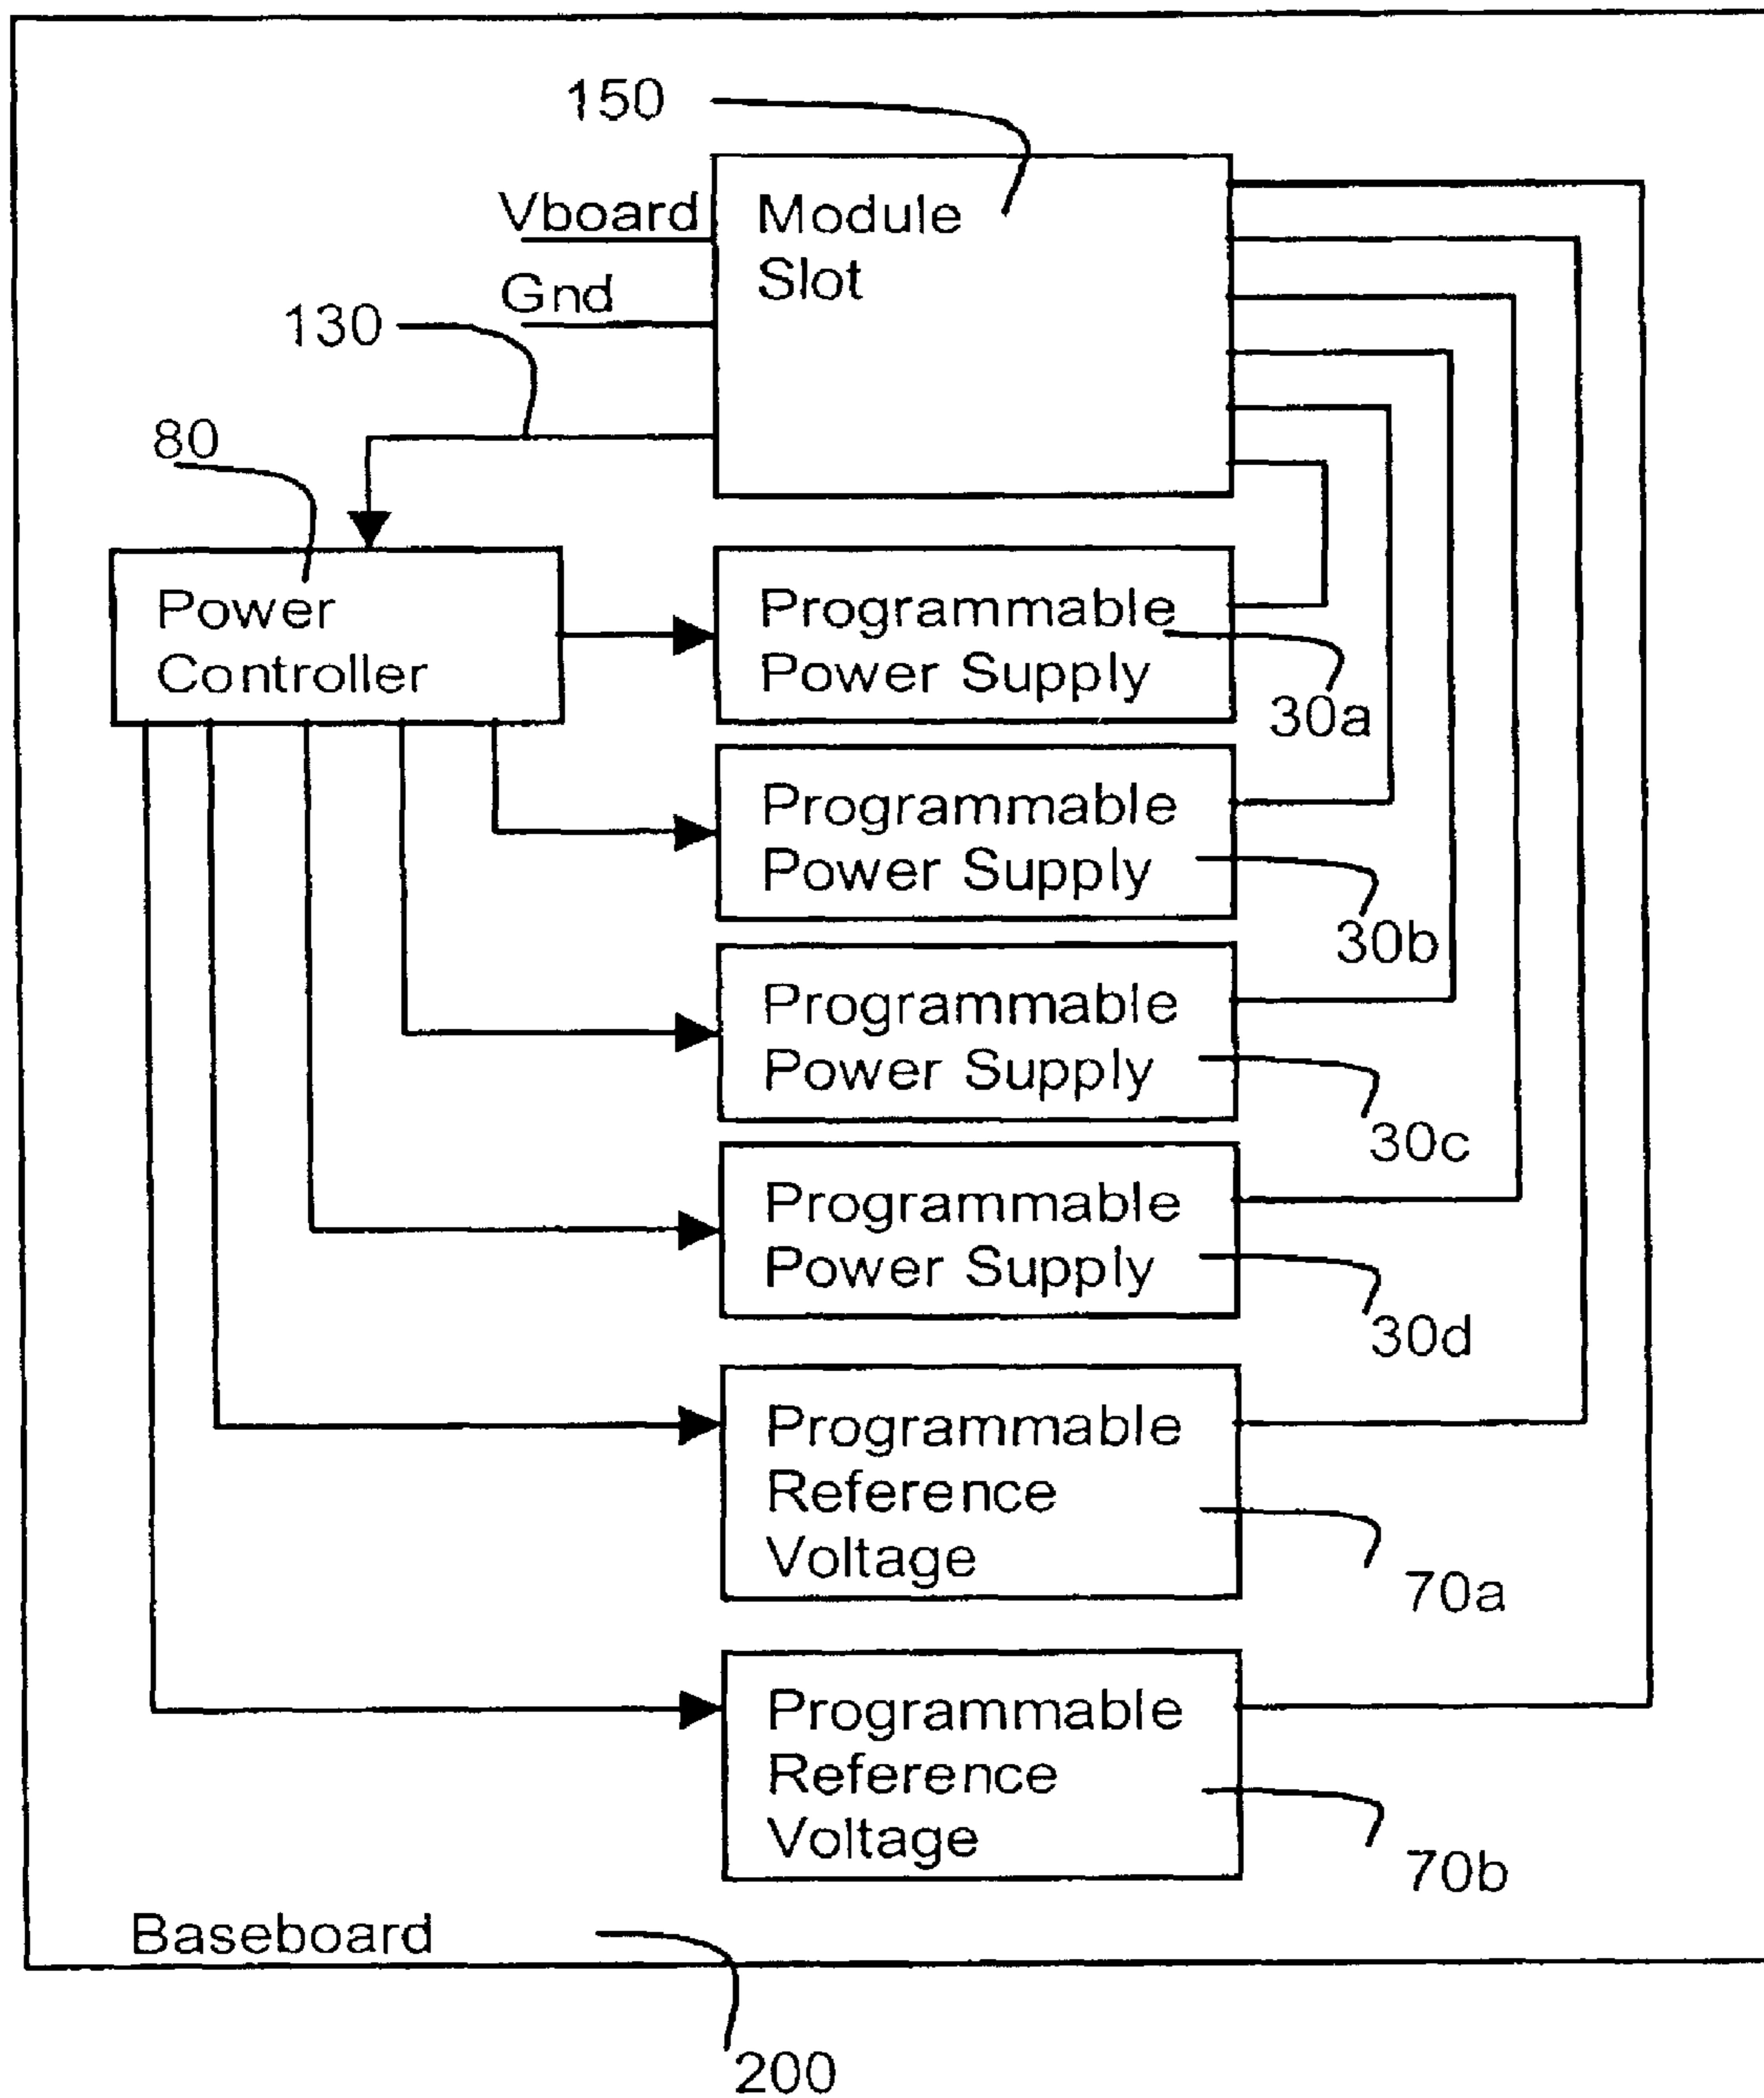 150
Vboard
Module
Slot
Gnd
130
80
Power
Controller
Programmable
Power Supply
30a
Programmable
Power Supply
30b
Programmable
Power Supply
30c
Programmable
Power Supply
30d
Programmable
Reference
Voltage
70a
Programmable
Reference
Voltage
70b
Baseboard
200